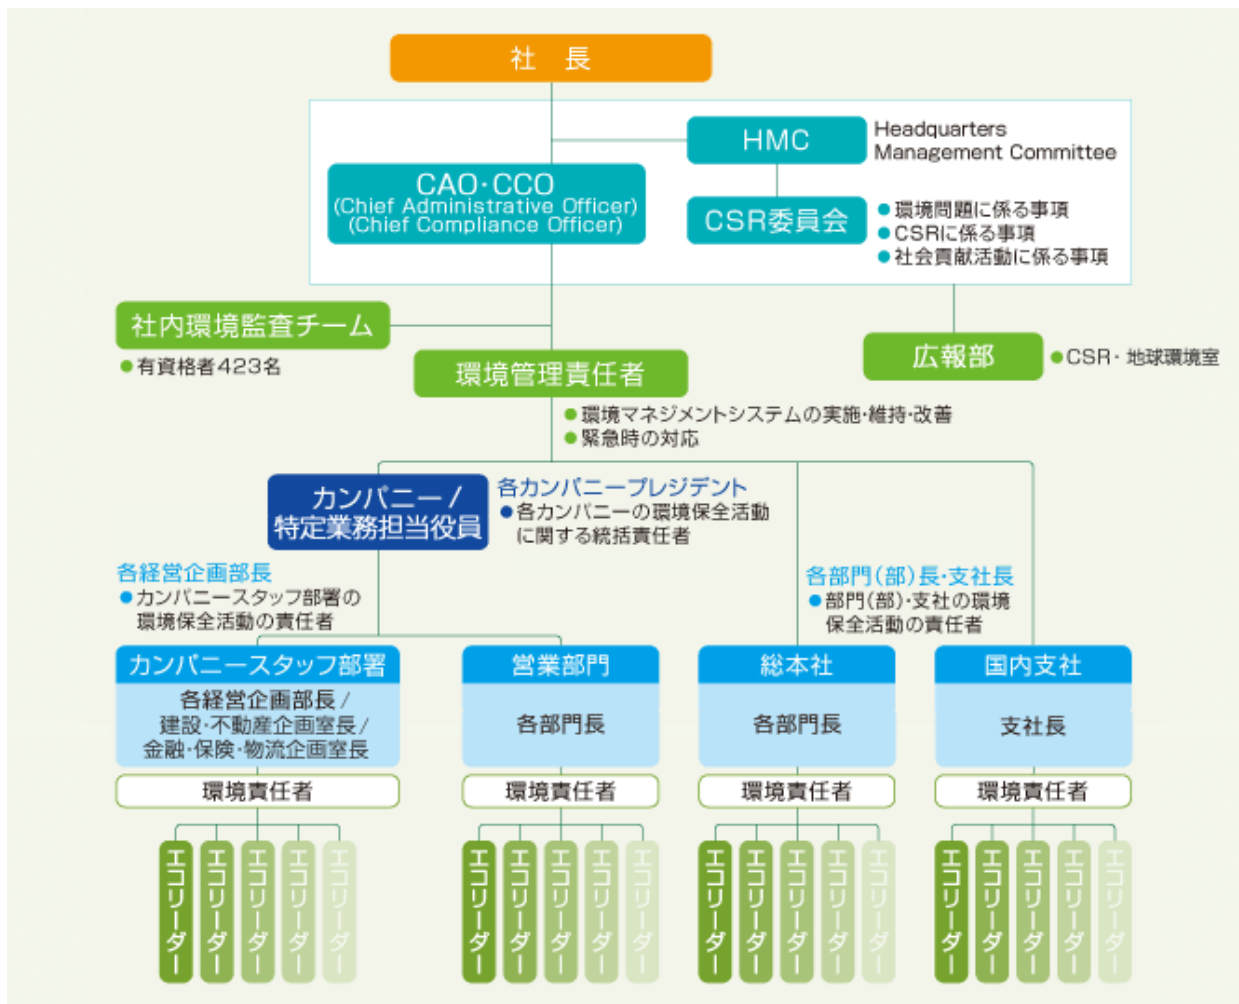 社 長
HMC
Headquarters
Management Committee
CAO・CCO
(Chief Administrative Officer)
(Chief Compliance Officer)
CSR委員会
●環境問題に係る事項
●CSRに係る事項
●社会貢献活動に係る事項
社内環境監査チーム
●有資格者423名
環境管理責任者
●環境マネジメントシステムの実施・維持・改善
●緊急時の対応
広報部
●CSR・地球環境室
カンパニー/
特定業務担当役員
各カンパニープレジデント
●各カンパニーの環境保全活動
に関する統括責任者
各経営企画部長
●カンパニースタッフ部署の
環境保全活動の責任者
各部門(部)長・支社長
●部門(部)・支社の環境
保全活動の責任者
カンパニースタッフ部署
各経営企画部長/
建設・不動産企画室長/
金融・保険・物流企画室長
環境責任者
エコリーダー
エコリーダー
エコリーダー
エコリーダー
エコリーダー
営業部門
各部門長
環境責任者
エコリーダー
エコリーダー
エコリーダー
エコリーダー
エコリーダー
総本社
各部門長
環境責任者
エコリーダー
エコリーダー
エコリーダー
エコリーダー
エコリーダー
国内支社
支社長
環境責任者
エコリーダー
エコリーダー
エコリーダー
エコリーダー
エコリーダー